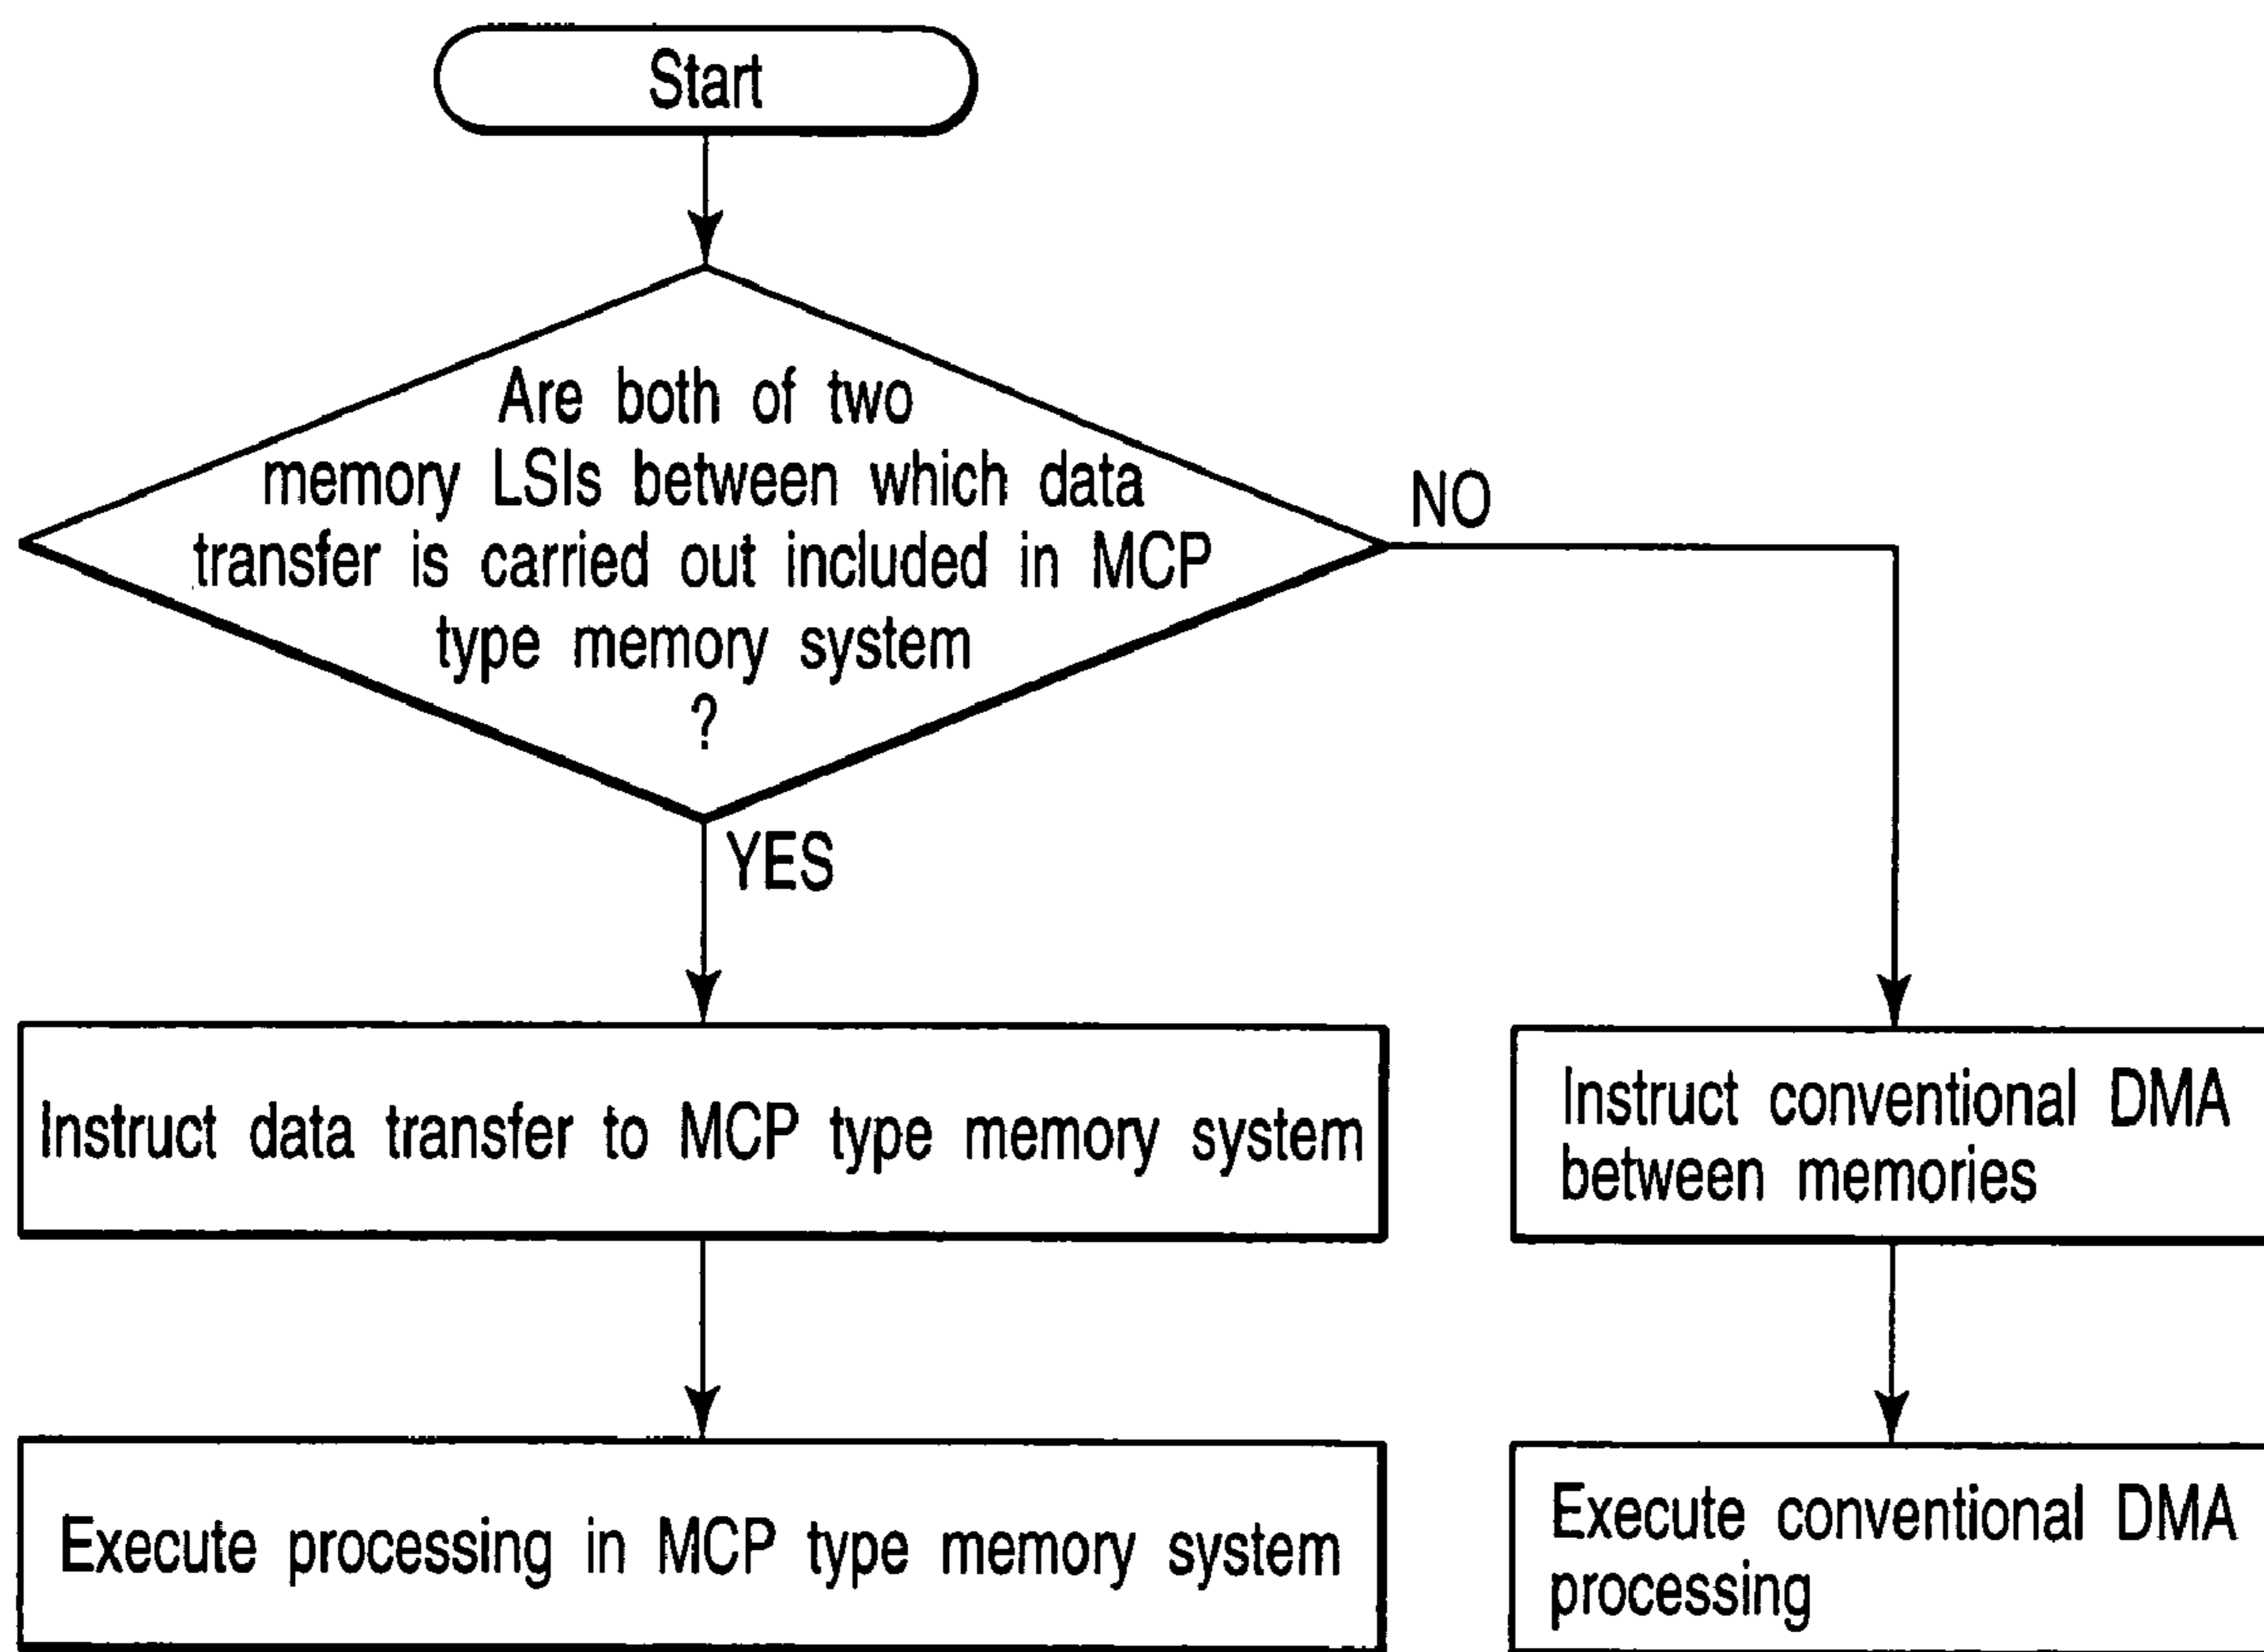 Start
Are both of two
memory LSIs between which data
transfer is carried out included in MCP
type memory system
?
NO
YES
Instruct data transfer to MCP type memory system
Instruct conventional DMA
between memories
Execute processing in MCP type memory system
Execute conventional DMA
processing